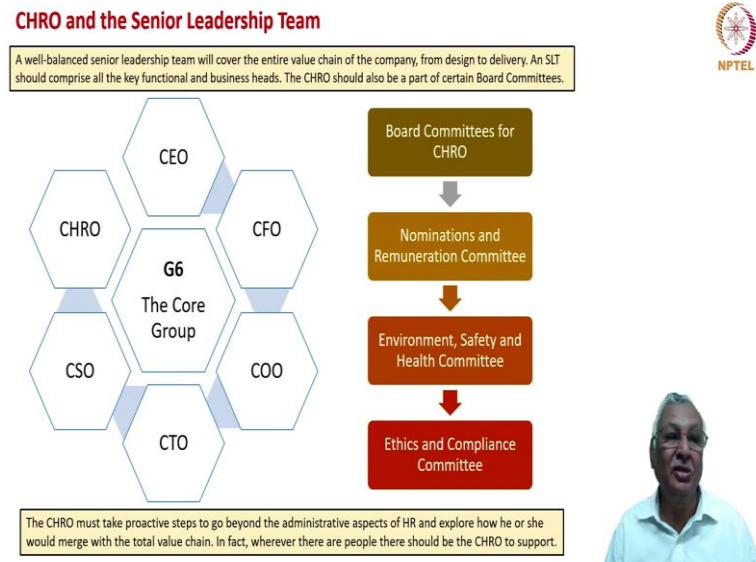 CHRO and the Senior Leadership Team
NPTEL
A well-balanced senior leadership team will cover the entire value chain of the company, from design to delivery. An SLT
should comprise all the key functional and business heads. The CHRO should also be a part of certain Board Committees.
CEO
CFO
COO
CTO
CSO
CHRO
G6
The Core
Group
Board Committees for
CHRO
Nominations and
Remuneration Committee
Environment, Safety and
Health Committee
Ethics and Compliance
Committee
The CHRO must take proactive steps to go beyond the administrative aspects of HR and explore how he or she
would merge with the total value chain. In fact, wherever there are people there should be the CHRO to support.